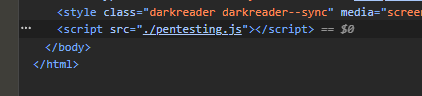 <style class="darkreader darkreader--sync" media="scree
… <script src="./pentesting.js"></script> == $0
</body>
</html>